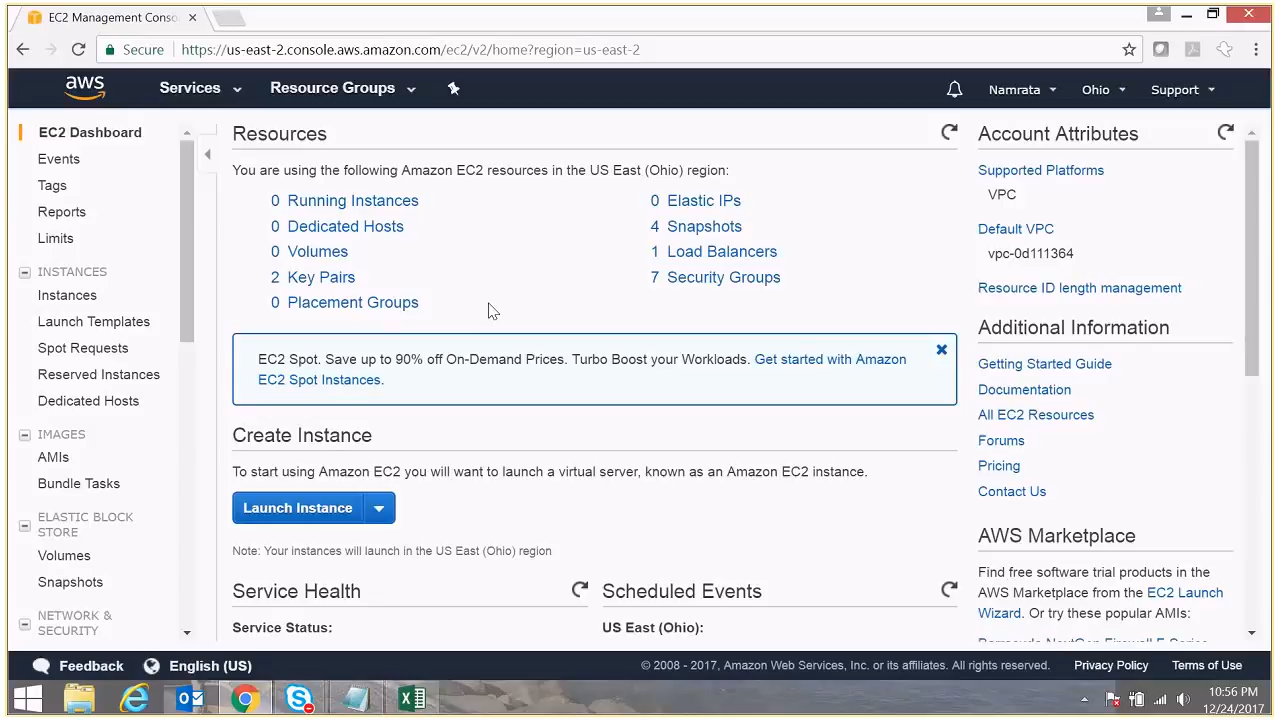 EC2 Management Conso
Secure
https://us-east-2.console.aws.amazon.com/ec2/v2/home?region=us-east-2
aws
Services
Resource Groups
Namrata
Ohio
Support
EC2 Dashboard
Events
Tags
Reports
Limits
INSTANCES
Instances
Launch Templates
Spot Requests
Reserved Instances
Dedicated Hosts
IMAGES
AMIs
Bundle Tasks
ELASTIC BLOCK
STORE
Volumes
Snapshots
NETWORK &
SECURITY
Resources
You are using the following Amazon EC2 resources in the US East (Ohio) region:
0 Running Instances
0 Dedicated Hosts
0 Volumes
2 Key Pairs
0 Placement Groups
0 Elastic IPs
4 Snapshots
1 Load Balancers
7 Security Groups
EC2 Spot. Save up to 90% off On-Demand Prices. Turbo Boost your Workloads. Get started with Amazon
EC2 Spot Instances.
Create Instance
To start using Amazon EC2 you will want to launch a virtual server, known as an Amazon EC2 instance.
Launch Instance
Note: Your instances will launch in the US East (Ohio) region
Service Health
Service Status:
Scheduled Events
US East (Ohio):
Account Attributes
Supported Platforms
VPC
Default VPC
vpc-0d111364
Resource ID length management
Additional Information
Getting Started Guide
Documentation
All EC2 Resources
Forums
Pricing
Contact Us
AWS Marketplace
Find free software trial products in the
AWS Marketplace from the EC2 Launch
Wizard. Or try these popular AMIs:
Barracuda NextGen Firewall F-Series
Feedback
English (US)
© 2008 - 2017, Amazon Web Services, Inc. or its affiliates. All rights reserved.
Privacy Policy
Terms of Use
10:56 PM
12/24/2017